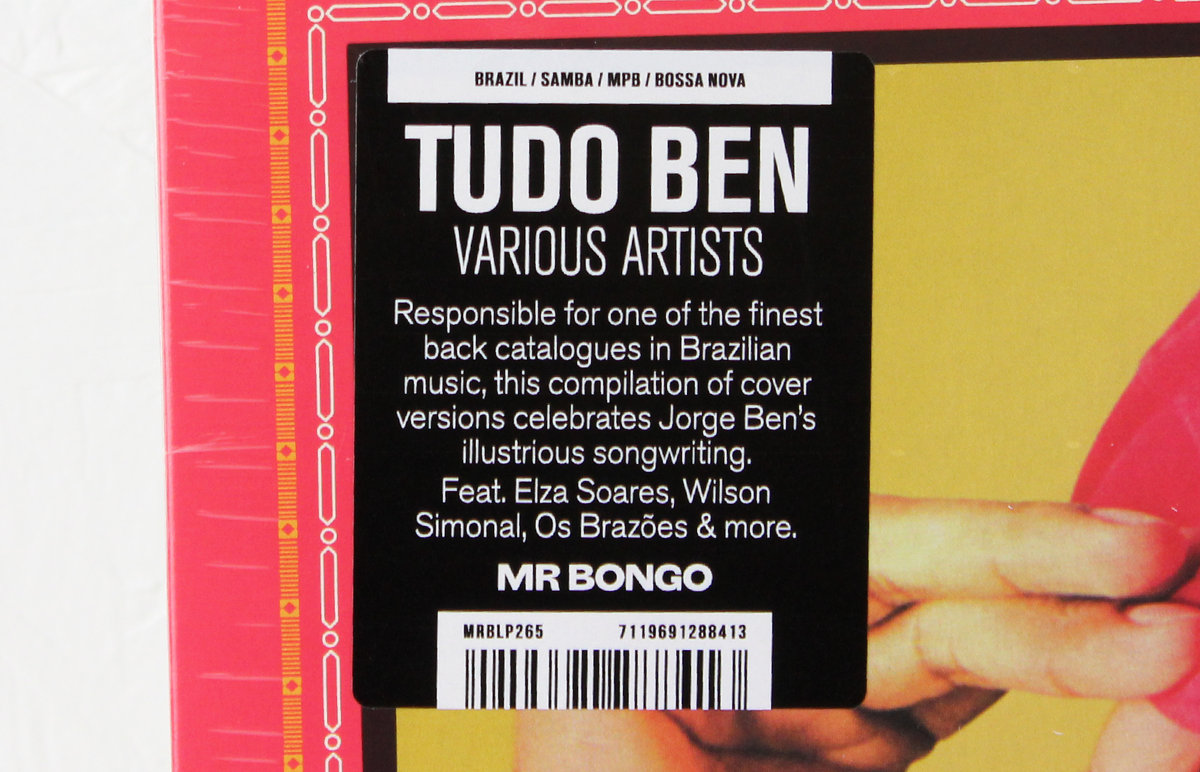 BRAZIL / SAMBA / MPB / BOSSA NOVA
TUDO BEN
VARIOUS ARTISTS
Responsible for one of the finest
back catalogues in Brazilian
music, this compilation of cover
versions celebrates Jorge Ben's
illustrious songwriting.
Feat. Elza Soares, Wilson
Simonal, Os Brazões & more.
MR BONGO
MRBLP265 7119691288413